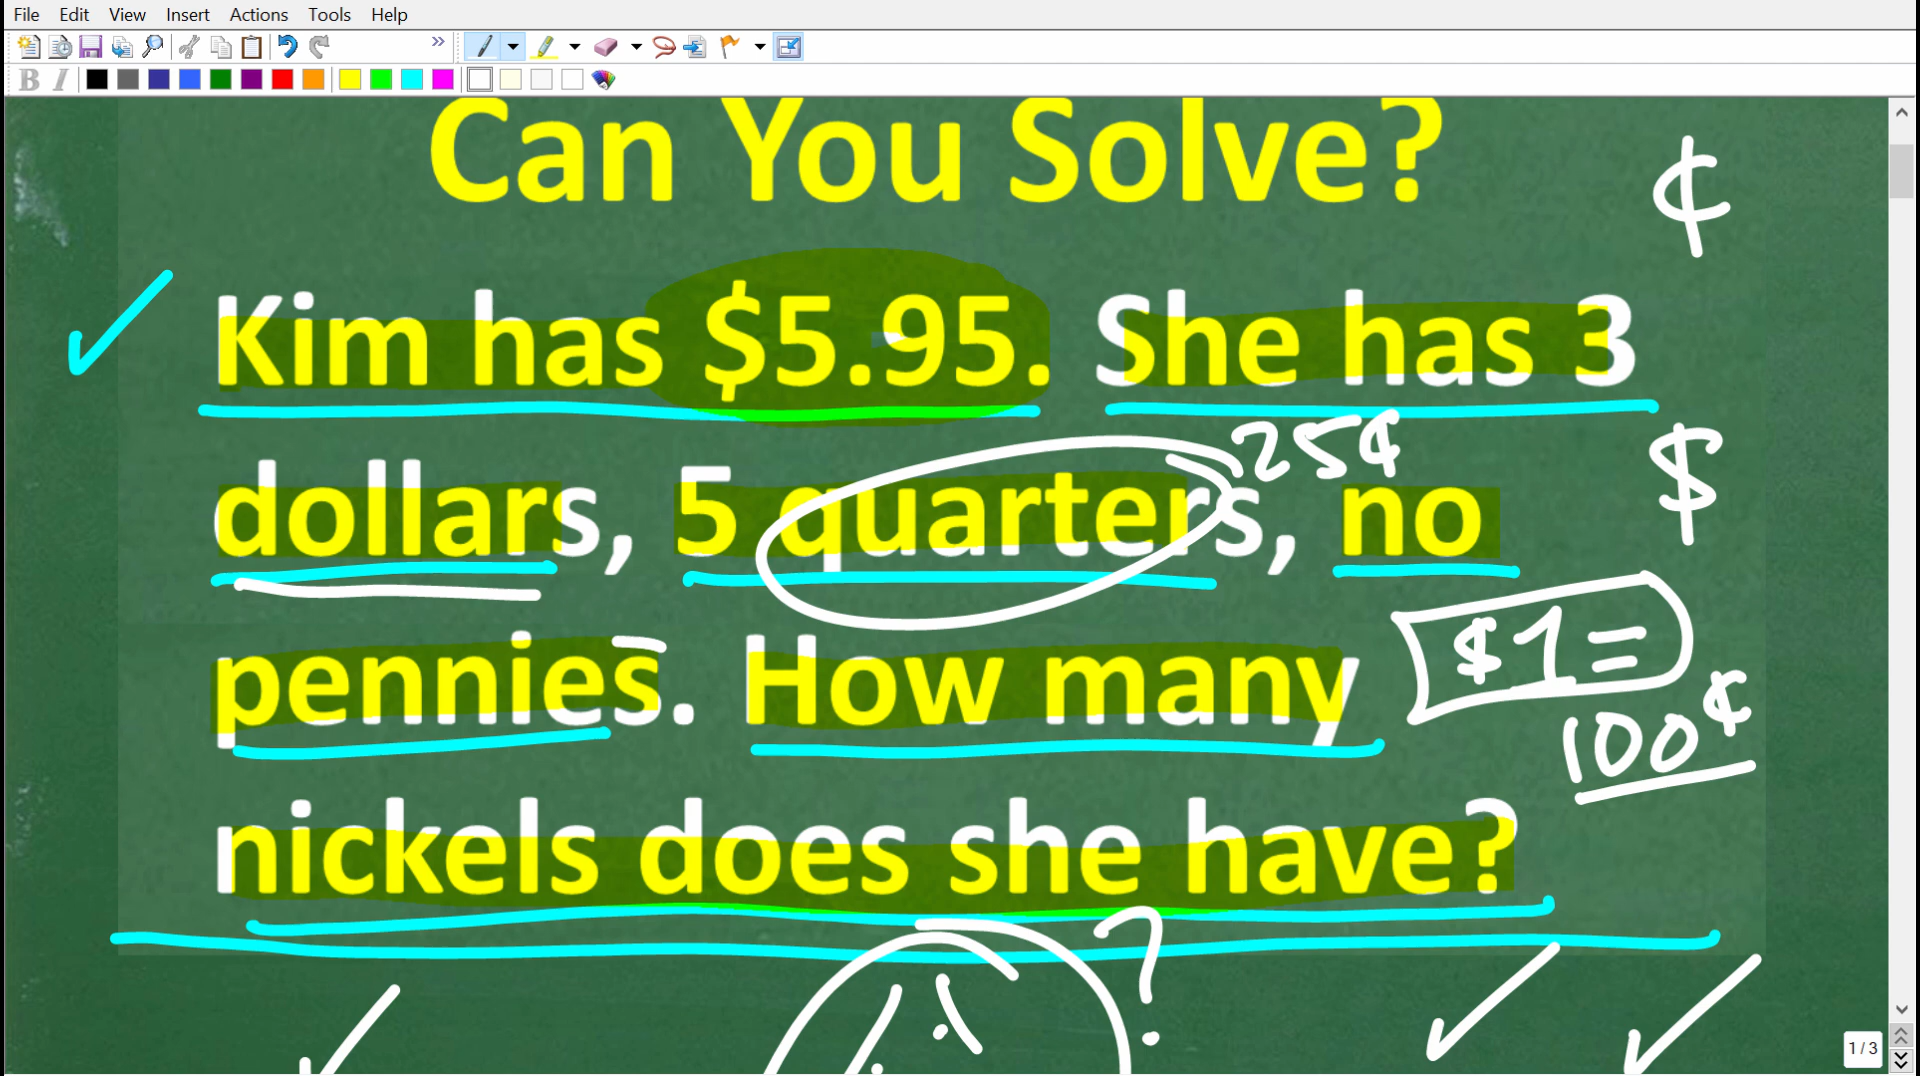 File Edit View Insert Actions Tools Help
B I
Can You Solve?
¢
Kim has $5.95. She has 3
25¢
dollars, 5 quarters, no
$
pennies. How many
$1=
100¢
nickels does she have?
?
1 / 3